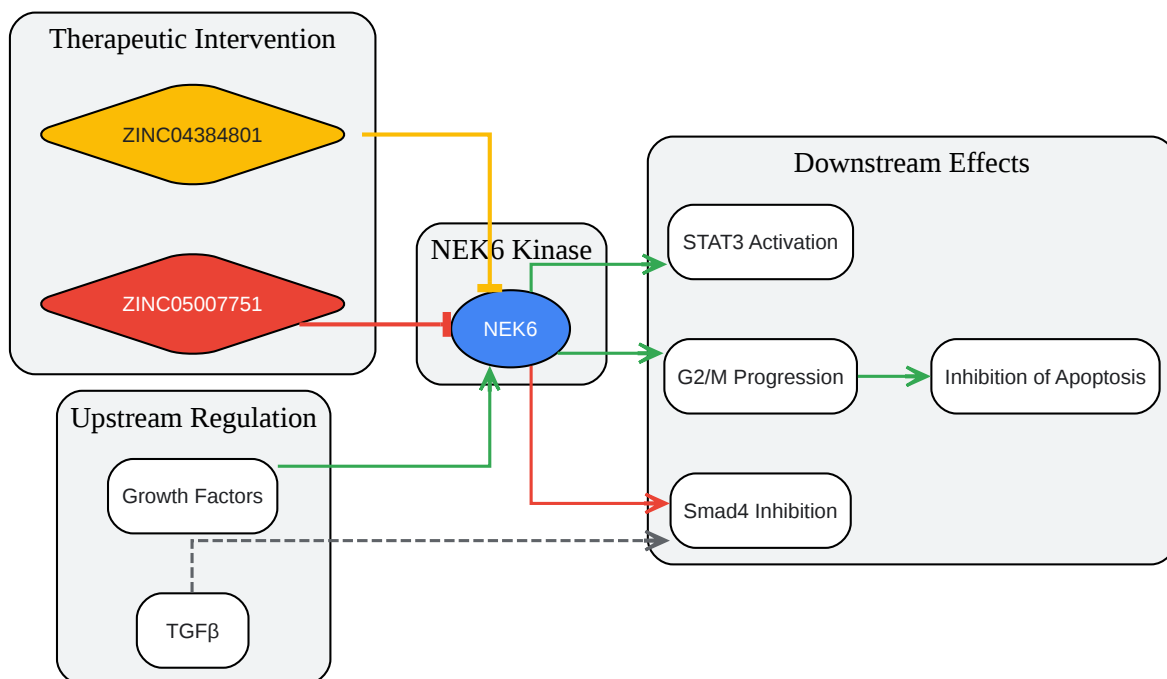 Therapeutic Intervention
ZINC04384801
ZINC05007751
NEK6 Kinase
NEK6
Upstream Regulation
Growth Factors
TGFβ
Downstream Effects
STAT3 Activation
G2/M Progression
Inhibition of Apoptosis
Smad4 Inhibition